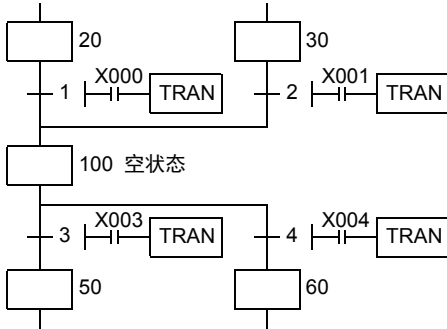 20
30
X000
X001
1
TRAN
2
TRAN
100 空状态
X003
X004
3
TRAN
4
TRAN
50
60